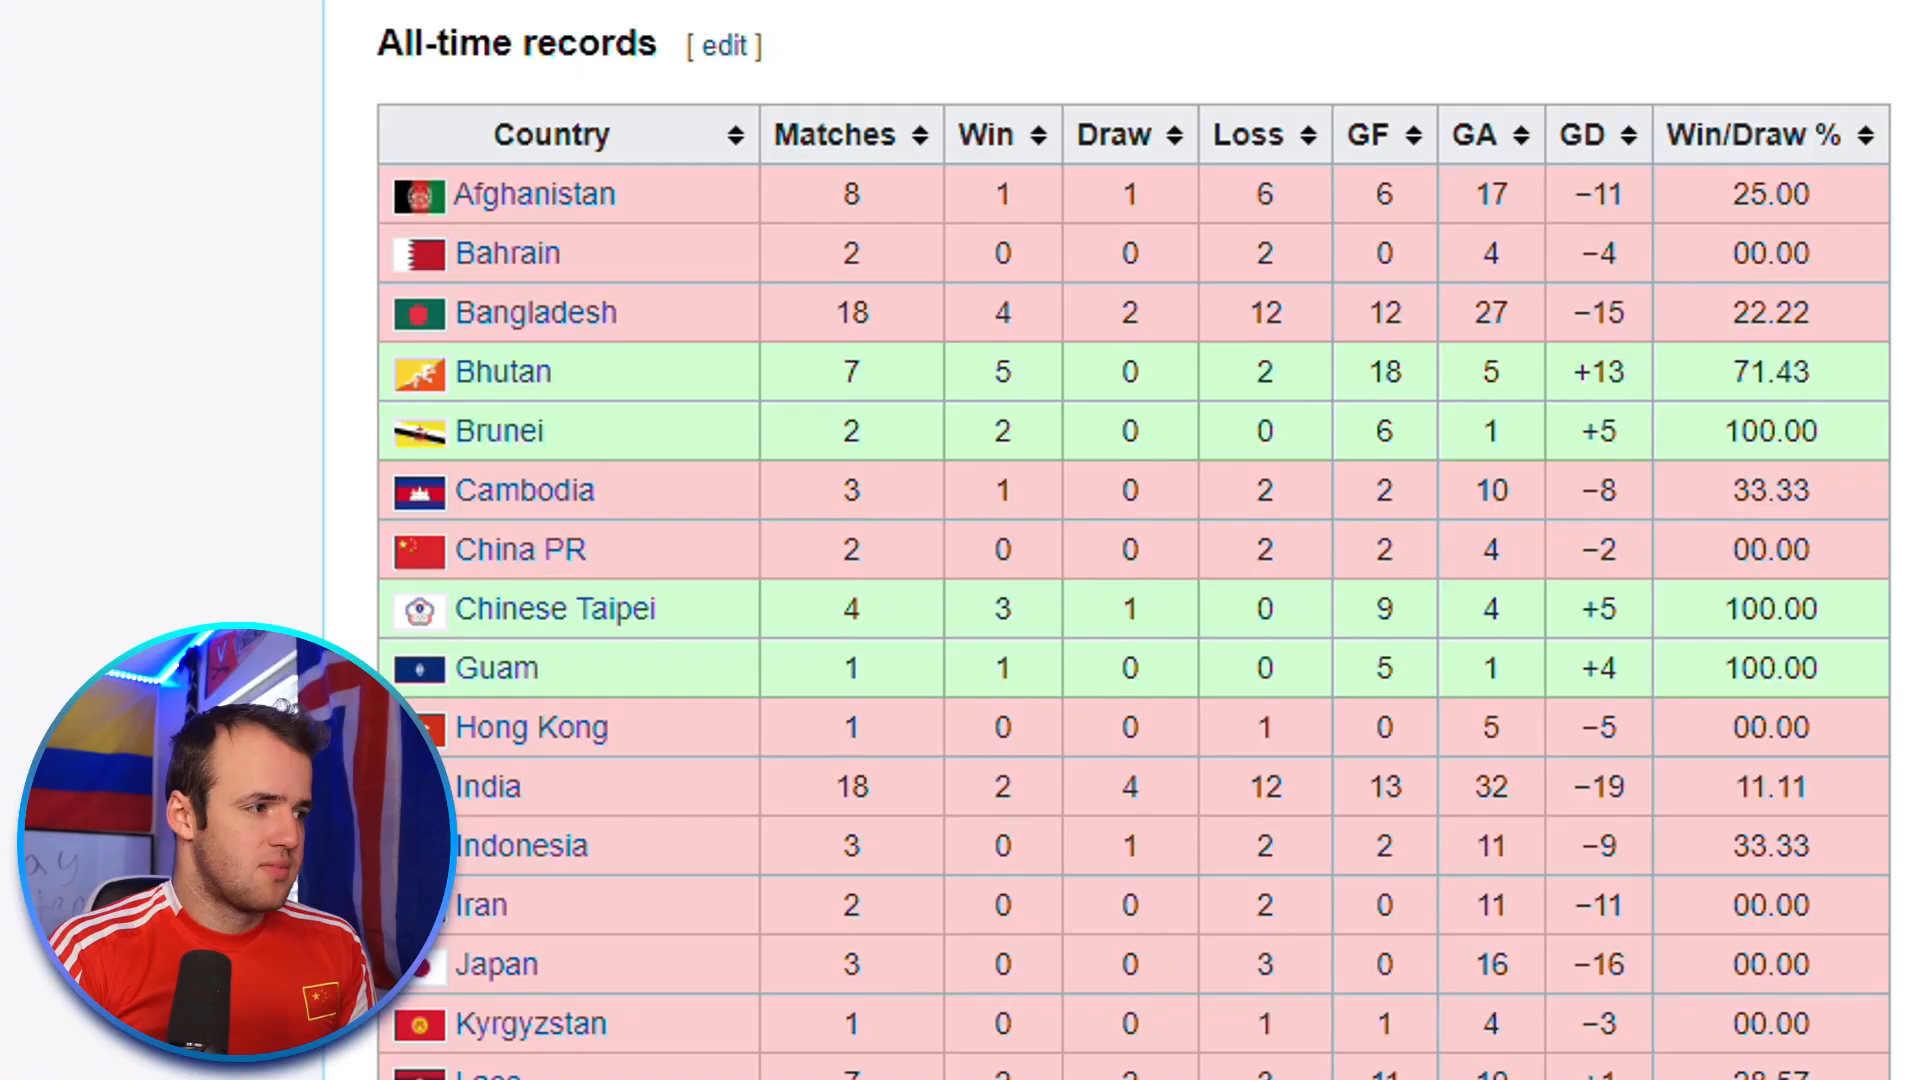 All-time records [ edit ]
Country Matches Win Draw Loss GF GA GD Win/Draw %
Afghanistan 8 1 1 6 6 17 −11 25.00
Bahrain 2 0 0 2 0 4 −4 00.00
Bangladesh 18 4 2 12 12 27 −15 22.22
Bhutan 7 5 0 2 18 5 +13 71.43
Brunei 2 2 0 0 6 1 +5 100.00
Cambodia 3 1 0 2 2 10 −8 33.33
China PR 2 0 0 2 2 4 −2 00.00
Chinese Taipei 4 3 1 0 9 4 +5 100.00
Guam 1 1 0 0 5 1 +4 100.00
Hong Kong 1 0 0 1 0 5 −5 00.00
India 18 2 4 12 13 32 −19 11.11
Indonesia 3 0 1 2 2 11 −9 33.33
Iran 2 0 0 2 0 11 −11 00.00
Japan 3 0 0 3 0 16 −16 00.00
Kyrgyzstan 1 0 0 1 1 4 −3 00.00